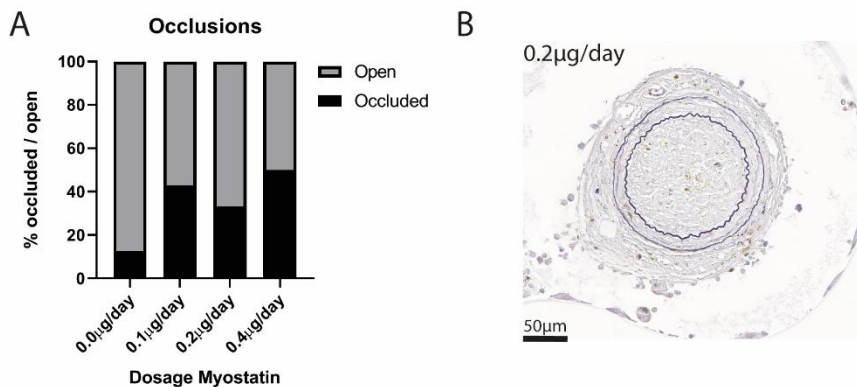 A
Occlusions
100
80
60
40
20
0
% occluded / open
Open
Occluded
0.0µg/day
0.1µg/day
0.2µg/day
0.4µg/day
Dosage Myostatin
B
0.2µg/day
50µm